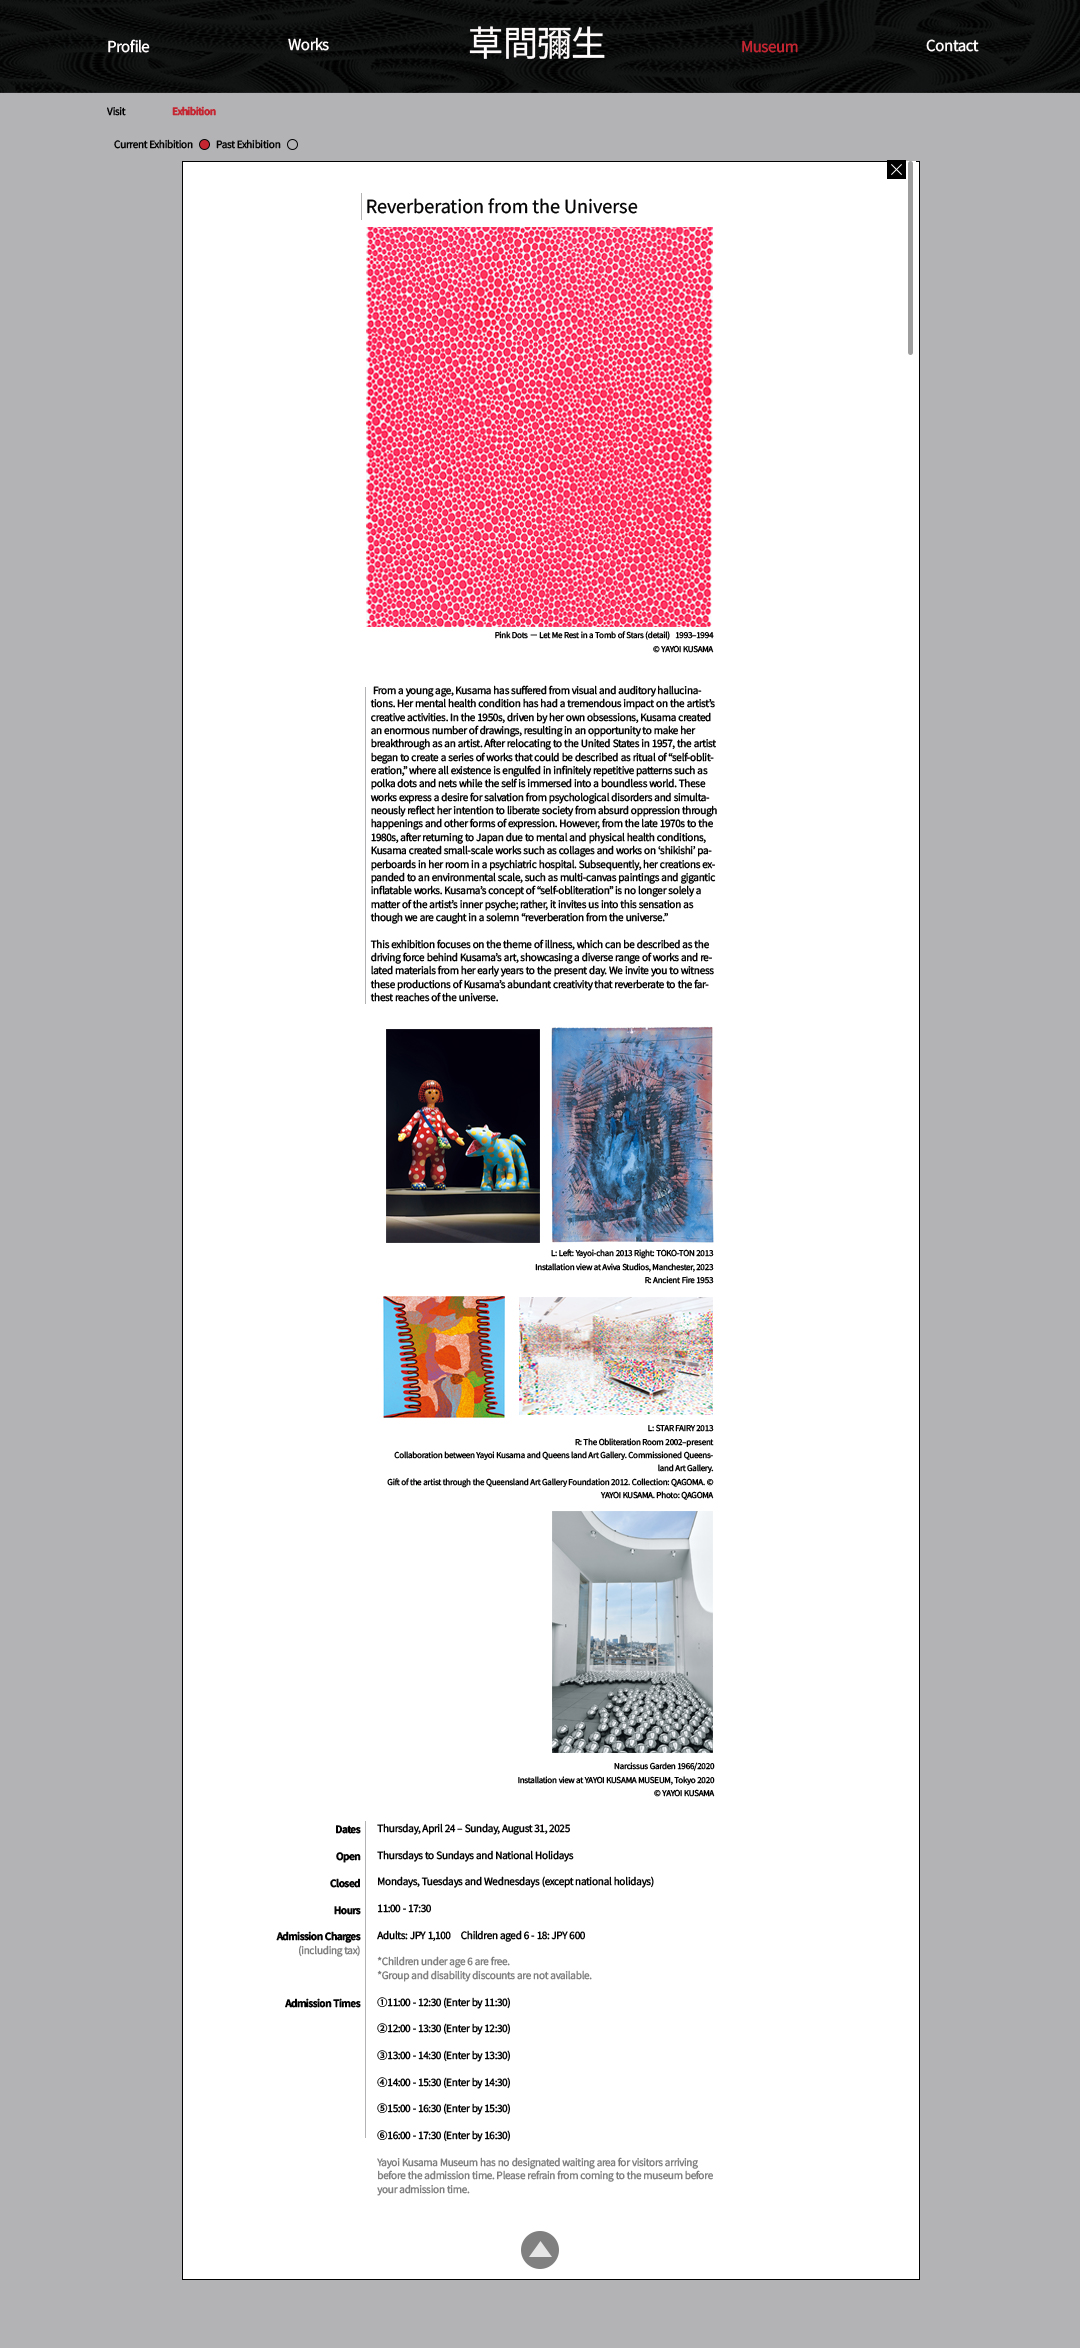 Profile
Works
草間彌生
Museum
Contact
Visit
Exhibition
Current Exhibition
Past Exhibition
Reverberation from the Universe
Pink Dots — Let Me Rest in a Tomb of Stars (detail) 1993–1994
© YAYOI KUSAMA
From a young age, Kusama has suffered from visual and auditory hallucina-
tions. Her mental health condition has had a tremendous impact on the artist’s
creative activities. In the 1950s, driven by her own obsessions, Kusama created
an enormous number of drawings, resulting in an opportunity to make her
breakthrough as an artist. After relocating to the United States in 1957, the artist
began to create a series of works that could be described as ritual of “self-oblit-
eration,” where all existence is engulfed in infinitely repetitive patterns such as
polka dots and nets while the self is immersed into a boundless world. These
works express a desire for salvation from psychological disorders and simulta-
neously reflect her intention to liberate society from absurd oppression through
happenings and other forms of expression. However, from the late 1970s to the
1980s, after returning to Japan due to mental and physical health conditions,
Kusama created small-scale works such as collages and works on ‘shikishi’ pa-
perboards in her room in a psychiatric hospital. Subsequently, her creations ex-
panded to an environmental scale, such as multi-canvas paintings and gigantic
inflatable works. Kusama’s concept of “self-obliteration” is no longer solely a
matter of the artist’s inner psyche; rather, it invites us into this sensation as
though we are caught in a solemn “reverberation from the universe.”
This exhibition focuses on the theme of illness, which can be described as the
driving force behind Kusama’s art, showcasing a diverse range of works and re-
lated materials from her early years to the present day. We invite you to witness
these productions of Kusama’s abundant creativity that reverberate to the far-
thest reaches of the universe.
L: Left: Yayoi-chan 2013 Right: TOKO-TON 2013
Installation view at Aviva Studios, Manchester, 2023
R: Ancient Fire 1953
L: STAR FAIRY 2013
R: The Obliteration Room 2002–present
Collaboration between Yayoi Kusama and Queens land Art Gallery. Commissioned Queens-
land Art Gallery.
Gift of the artist through the Queensland Art Gallery Foundation 2012. Collection: QAGOMA. ©
YAYOI KUSAMA. Photo: QAGOMA
Narcissus Garden 1966/2020
Installation view at YAYOI KUSAMA MUSEUM, Tokyo 2020
© YAYOI KUSAMA
Dates Thursday, April 24 – Sunday, August 31, 2025
Open Thursdays to Sundays and National Holidays
Closed Mondays, Tuesdays and Wednesdays (except national holidays)
Hours 11:00 - 17:30
Admission Charges Adults: JPY 1,100 Children aged 6 - 18: JPY 600
(including tax)
*Children under age 6 are free.
*Group and disability discounts are not available.
Admission Times ①11:00 - 12:30 (Enter by 11:30)
②12:00 - 13:30 (Enter by 12:30)
③13:00 - 14:30 (Enter by 13:30)
④14:00 - 15:30 (Enter by 14:30)
⑤15:00 - 16:30 (Enter by 15:30)
⑥16:00 - 17:30 (Enter by 16:30)
Yayoi Kusama Museum has no designated waiting area for visitors arriving
before the admission time. Please refrain from coming to the museum before
your admission time.